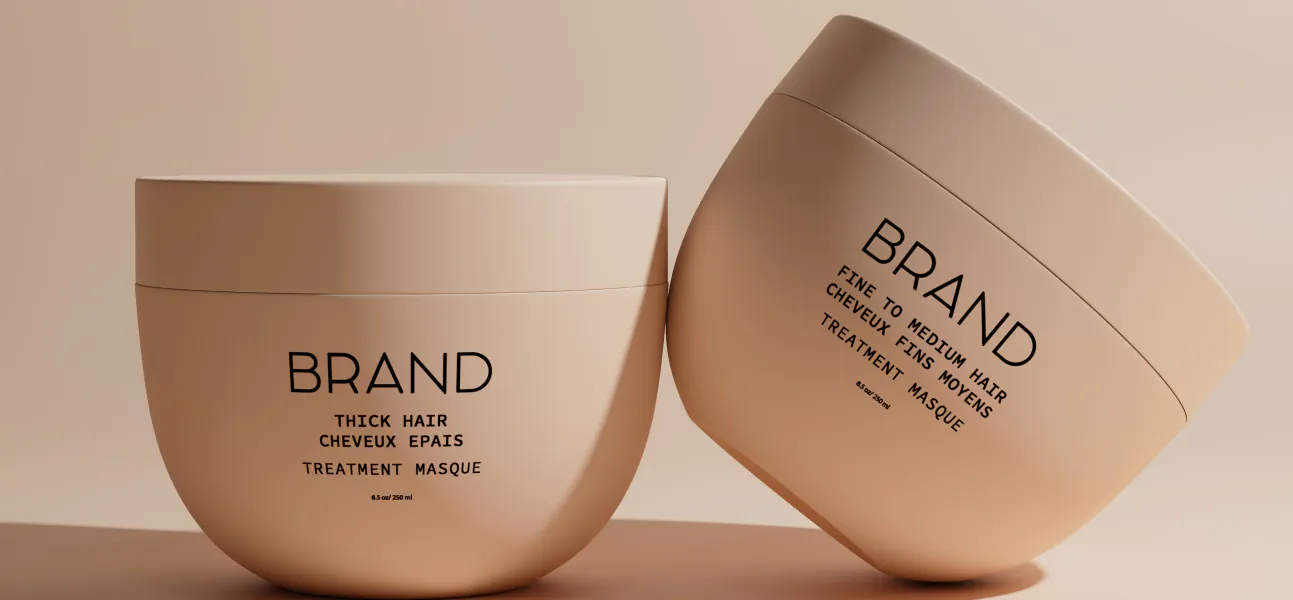 BRAND
THICK HAIR
CHEVEUX EPAIS
TREATMENT MASQUE
8.5 oz/ 250 ml
BRAND
FINE TO MEDIUM HAIR
CHEVEUX FINS MOYENS
TREATMENT MASQUE
8.5 oz/ 250 ml